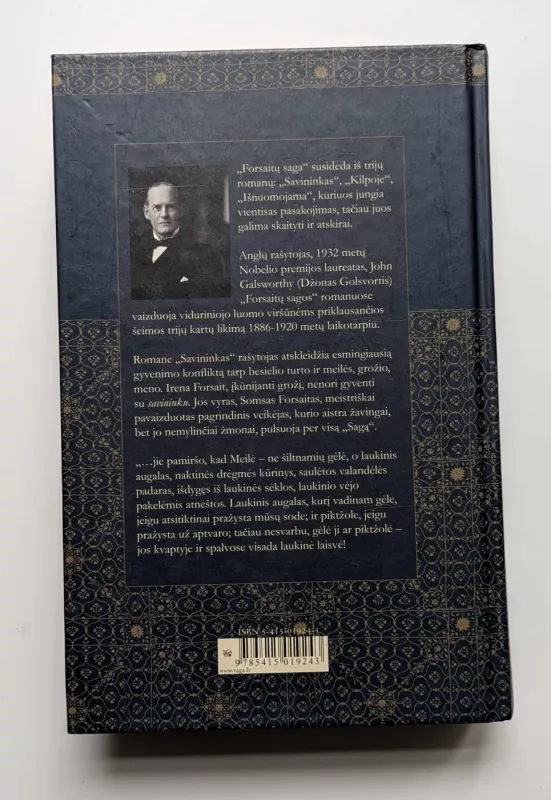 „Forsaitų saga“ susideda iš trijų
romanų: „Savininkas“, „Kilpoje“,
„Išnuomojama“, kuriuos jungia
vientisas pasakojimas, tačiau juos
galima skaityti ir atskirai.
Anglų rašytojas, 1932 metų
Nobelio premijos laureatas, John
Galsworthy (Džonas Golsvortis)
„Forsaitų sagos“ romanuose
vaizduoja viduriniojo luomo viršūnėms priklausančios
šeimos trijų kartų likimą 1886-1920 metų laikotarpiu.
Romane „Savininkas“ rašytojas atskleidžia esmingiausią
gyvenimo konfliktą tarp besielio turto ir meilės, grožio,
meno. Irena Forsait, įkūnijanti grožį, nenori gyventi
su savininku. Jos vyras, Somsas Forsaitas, meistriškai
pavaizduotas pagrindinis veikėjas, kurio aistra žavingai,
bet jo nemylinčiai žmonai, pulsuoja per visą „Sagą“.
„…jie pamiršo, kad Meilė – ne šiltnamių gėlė, o laukinis
augalas, naktinės drėgmės kūrinys, saulėtos valandėlės
padaras, išdygęs iš laukinės sėklos, laukinio vėjo
pakelėmis atneštos. Laukinis augalas, kurį vadinam gėle,
jeigu atsitiktinai pražysta mūsų sode; ir piktžole, jeigu
pražysta už aptvaro; tačiau nesvarbu, gėlė ji ar piktžolė –
jos kvaptyje ir spalvose visada laukinė laisvė!
ISBN 5-415-01924-4
9785415019243
www.vaga.lt